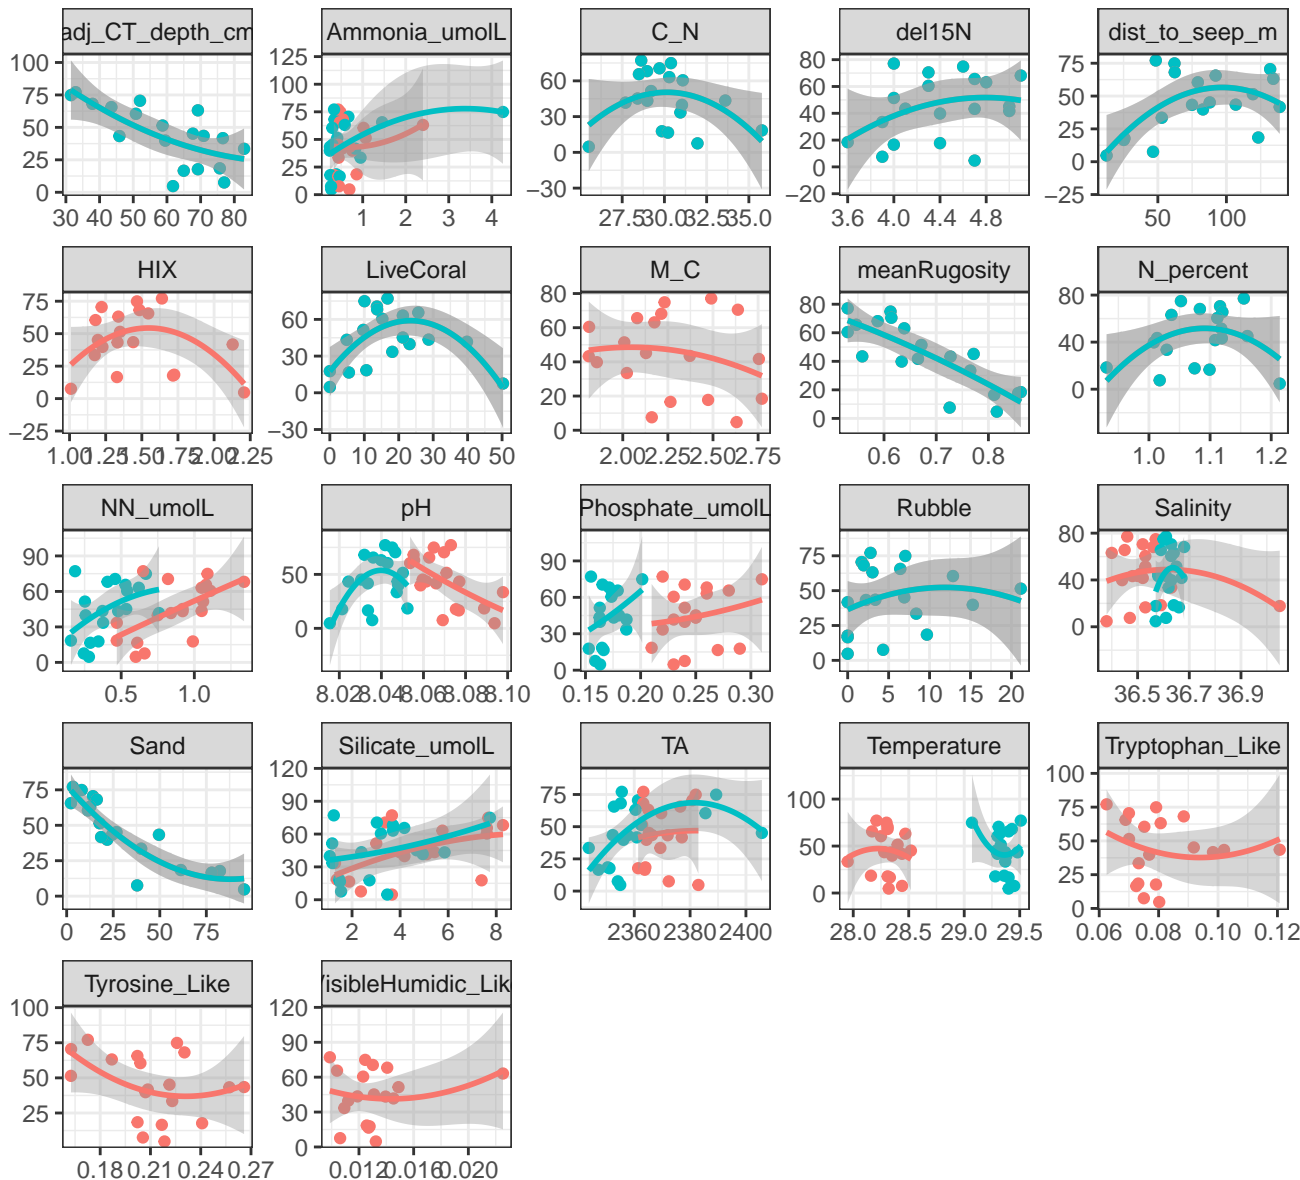 adj_CT_depth_cm Ammonia_umolL C_N del15N dist_to_seep_m
100 75 50 25 0
125 100 75 50 25 0
60 30 0 −30
80 60 40 20 0 −20
75 50 25 0 −25
30 40 50 60 70 80
1 2 3 4
27.5 30.0 32.5 35.0
3.6 4.0 4.4 4.8
50 100
HIX LiveCoral M_C meanRugosity N_percent
75 50 25 0 −25
60 30 0 −30
80 60 40 20 0
80 60 40 20 0
80 40 0
1.00 1.25 1.50 1.75 2.00 2.25
0 10 20 30 40 50
2.00 2.25 2.50 2.75
0.6 0.7 0.8
1.0 1.1 1.2
NN_umolL pH Phosphate_umolL Rubble Salinity
90 60 30 0
50 0
75 50 25 0
75 50 25 0
80 40 0
0.5 1.0
8.02 8.04 8.06 8.08 8.10
0.15 0.20 0.25 0.30
0 5 10 15 20
36.5 36.7 36.9
Sand Silicate_umolL TA Temperature Tryptophan_Like
75 50 25 0
120 90 60 30 0
75 50 25 0
100 50 0
100 75 50 25 0
0 25 50 75
2 4 6 8
2360 2380 2400
28.0 28.5 29.0 29.5
0.06 0.08 0.10 0.12
Tyrosine_Like isibleHumidic_Lik
100 75 50 25
120 90 60 30 0
0.18 0.21 0.24 0.27
0.012 0.016 0.020